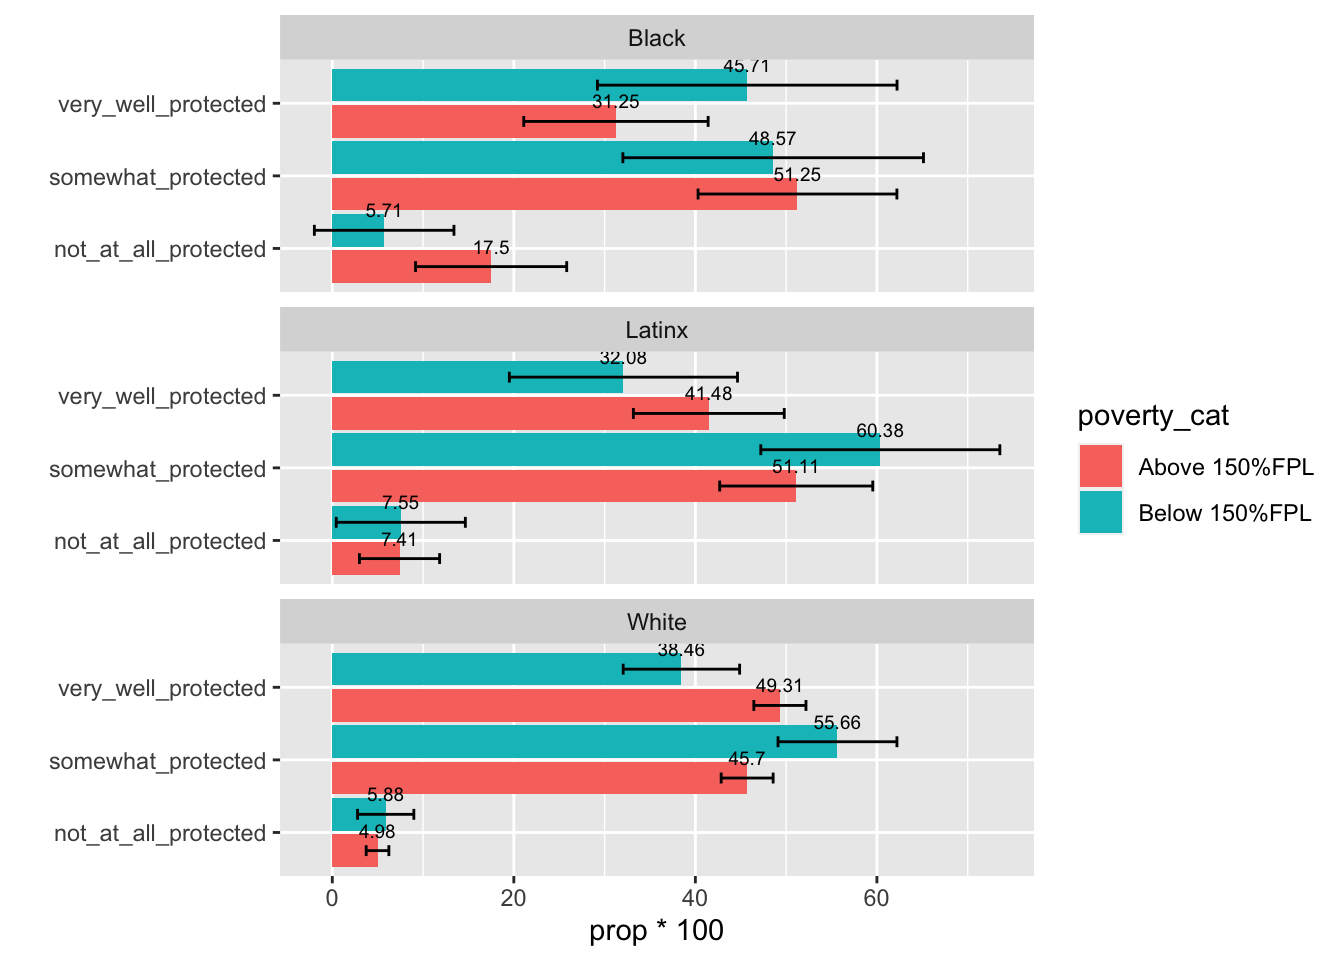 Black
very_well_protected
45.71
31.25
somewhat_protected
48.57
51.25
not_at_all_protected
5.71
17.5
Latinx
very_well_protected
32.08
41.48
somewhat_protected
60.38
51.11
not_at_all_protected
7.55
7.41
White
very_well_protected
38.46
49.31
somewhat_protected
55.66
45.7
not_at_all_protected
5.88
4.98
0 20 40 60
prop * 100
poverty_cat
Above 150%FPL
Below 150%FPL